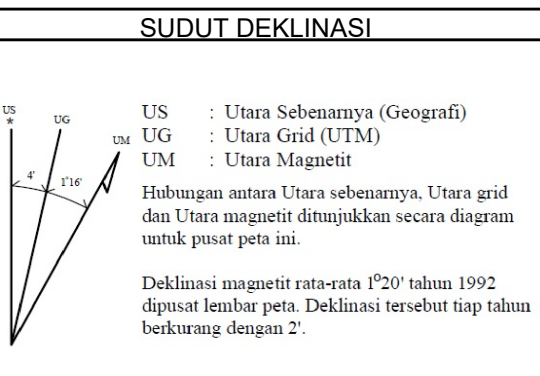 SUDUT DEKLINASI
US
*
UG
UM
4'
1°16'
US : Utara Sebenarnya (Geografi)
UG : Utara Grid (UTM)
UM : Utara Magnetit
Hubungan antara Utara sebenarnya, Utara grid
dan Utara magnetit ditunjukkan secara diagram
untuk pusat peta ini.
Deklinasi magnetit rata-rata 1⁰20' tahun 1992
dipusat lembar peta. Deklinasi tersebut tiap tahun
berkurang dengan 2'.